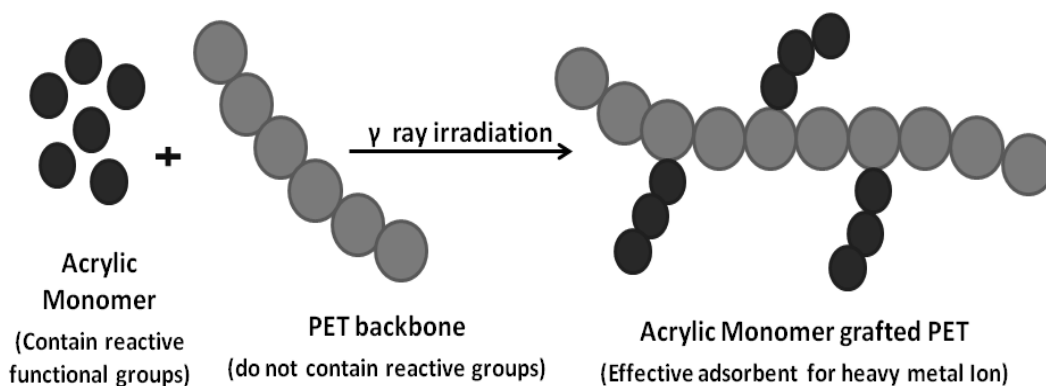 +
γ ray irradiation
Acrylic
Monomer
(Contain reactive
functional groups)
PET backbone
(do not contain reactive groups)
Acrylic Monomer grafted PET
(Effective adsorbent for heavy metal Ion)